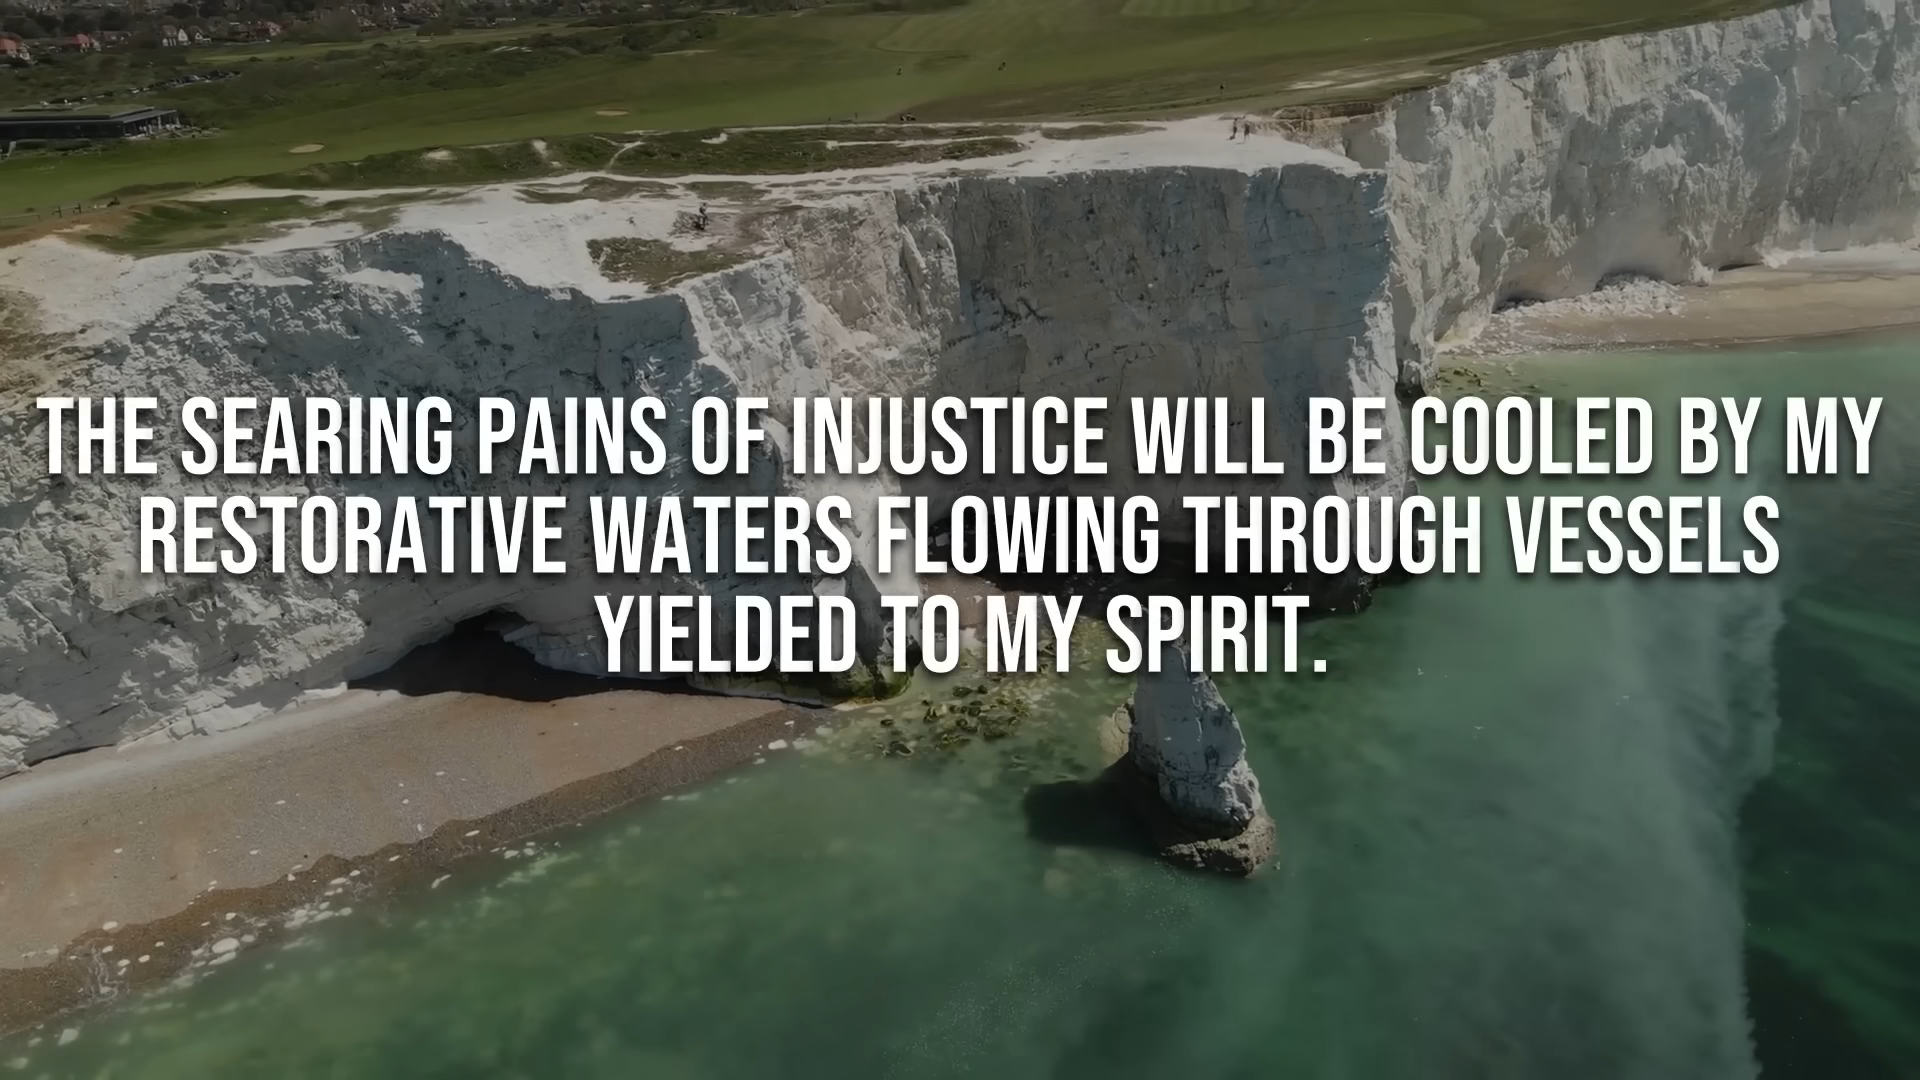 THE SEARING PAINS OF INJUSTICE WILL BE COOLED BY MY
RESTORATIVE WATERS FLOWING THROUGH VESSELS
YIELDED TO MY SPIRIT.